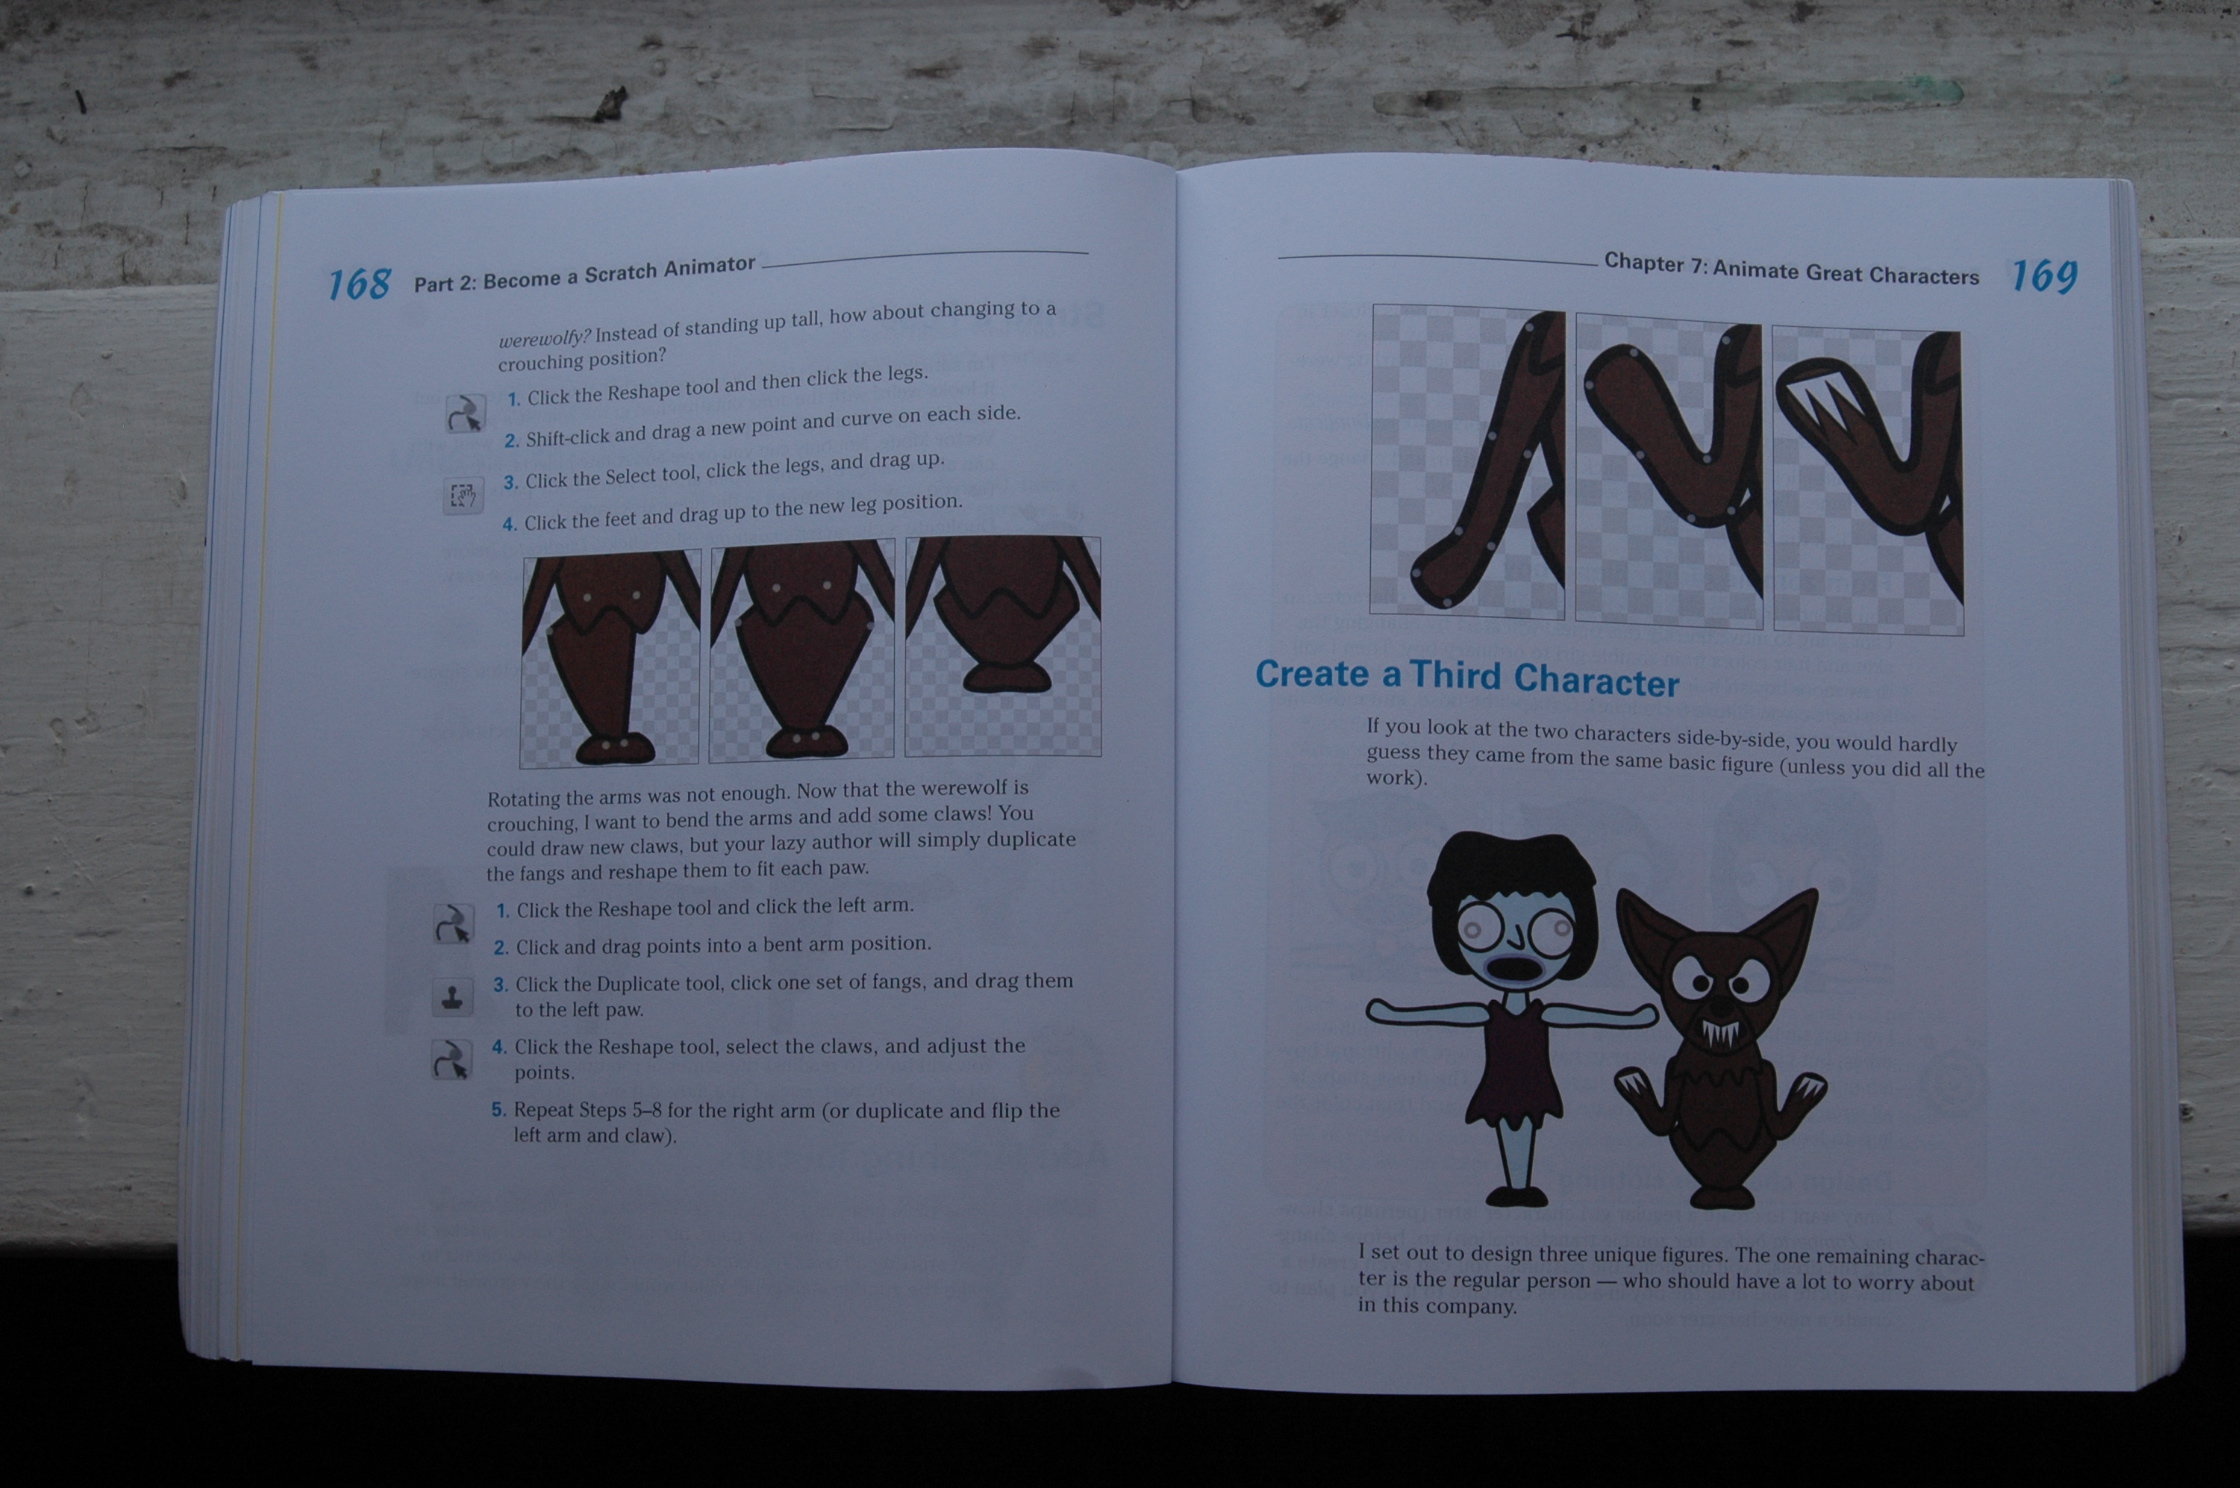 168 Part 2: Become a Scratch Animator
werewolfy? Instead of standing up tall, how about changing to a
crouching position?
1. Click the Reshape tool and then click the legs.
2. Shift-click and drag a new point and curve on each side.
3. Click the Select tool, click the legs, and drag up.
4. Click the feet and drag up to the new leg position.
Rotating the arms was not enough. Now that the werewolf is
crouching, I want to bend the arms and add some claws! You
could draw new claws, but your lazy author will simply duplicate
the fangs and reshape them to fit each paw.
1. Click the Reshape tool and click the left arm.
2. Click and drag points into a bent arm position.
3. Click the Duplicate tool, click one set of fangs, and drag them
to the left paw.
4. Click the Reshape tool, select the claws, and adjust the
points.
5. Repeat Steps 5–8 for the right arm (or duplicate and flip the
left arm and claw).
Chapter 7: Animate Great Characters 169
Create a Third Character
If you look at the two characters side-by-side, you would hardly
guess they came from the same basic figure (unless you did all the
work).
I set out to design three unique figures. The one remaining charac-
ter is the regular person — who should have a lot to worry about
in this company.